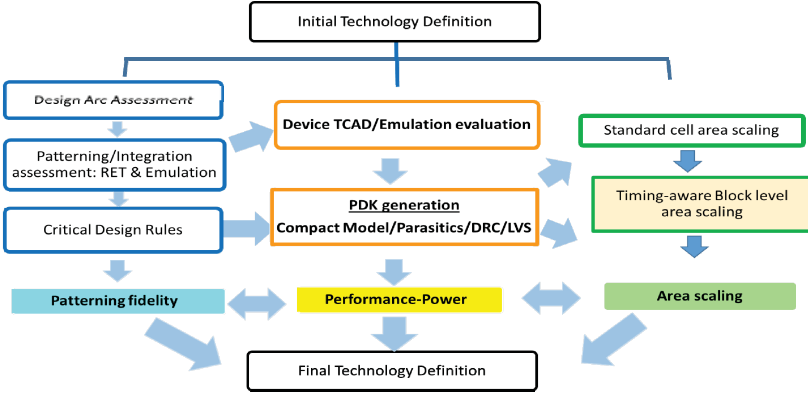 Initial Technology Definition
Design Arc Assessment
Patterning/Integration
assessment: RET & Emulation
Critical Design Rules
Patterning fidelity
Device TCAD/Emulation evaluation
PDK generation
Compact Model/Parasitics/DRC/LVS
Performance-Power
Standard cell area scaling
Timing-aware Block level
area scaling
Area scaling
Final Technology Definition